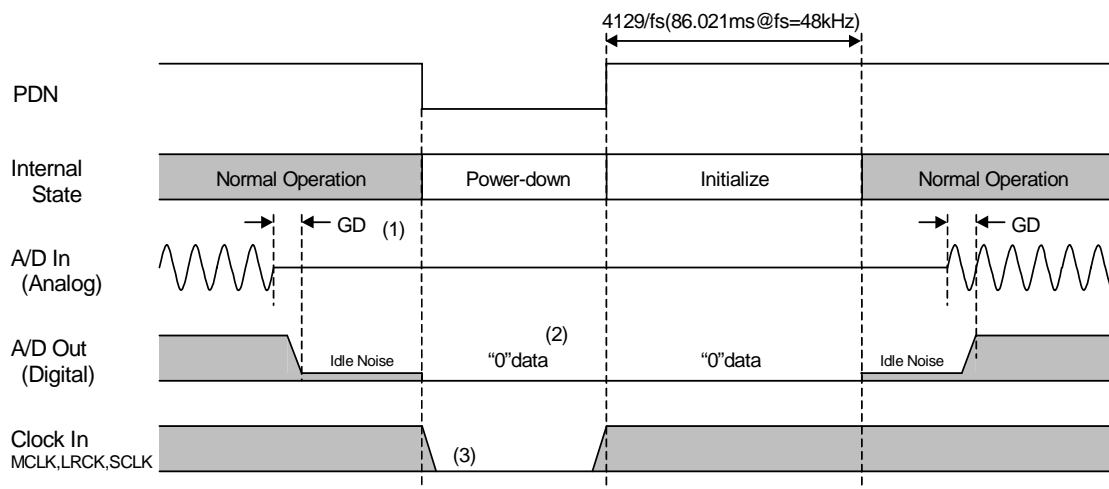 4129/fs(86.021ms@fs=48kHz)
PDN
Internal
State
Normal Operation
Power-down
Initialize
Normal Operation
GD (1)
GD
A/D In
(Analog)
A/D Out
(Digital)
Idle Noise
(2)
“0”data
“0”data
Idle Noise
Clock In
MCLK,LRCK,SCLK
(3)